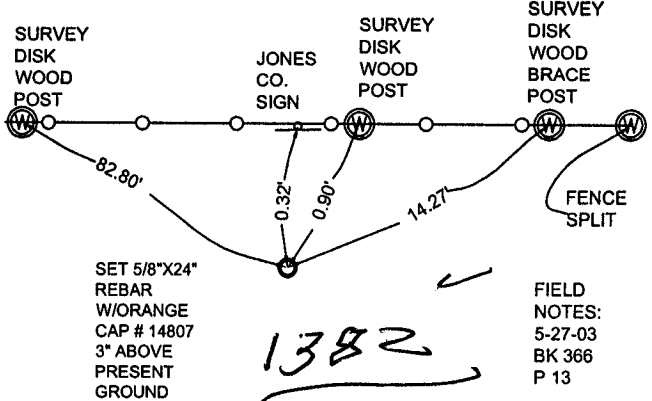 SURVEY
DISK
WOOD
POST
JONES
CO.
SIGN
SURVEY
DISK
WOOD
POST
SURVEY
DISK
WOOD
BRACE
POST
W
W
W
W
82.80'
0.32'
0.90'
14.27'
FENCE
SPLIT
SET 5/8"X24"
REBAR
W/ORANGE
CAP # 14807
3" ABOVE
PRESENT
GROUND
1382
FIELD
NOTES:
5-27-03
BK 366
P 13